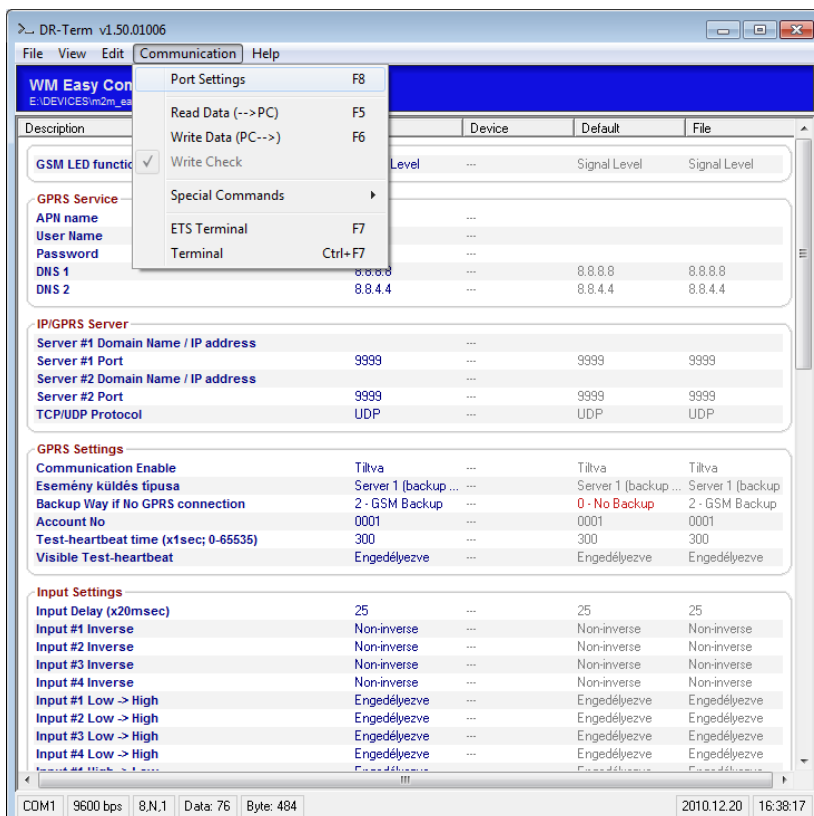 DR-Term v1.50.01006
File View Edit Communication Help
WM Easy Con
E:\DEVICES\m2m_ea
Port Settings F8
Read Data (-->PC) F5
Write Data (PC-->) F6
Write Check
Special Commands
ETS Terminal F7
Terminal Ctrl+F7
Description Device Default File
GSM LED functio Level --- Signal Level Signal Level
GPRS Service
APN name ---
User Name ---
Password ---
DNS 1 8.8.8.8 --- 8.8.8.8 8.8.8.8
DNS 2 8.8.4.4 --- 8.8.4.4 8.8.4.4
IP/GPRS Server
Server #1 Domain Name / IP address ---
Server #1 Port 9999 --- 9999 9999
Server #2 Domain Name / IP address ---
Server #2 Port 9999 --- 9999 9999
TCP/UDP Protocol UDP --- UDP UDP
GPRS Settings
Communication Enable Tiltva --- Tiltva Tiltva
Esemény küldés típusa Server 1 (backup ... --- Server 1 (backup ... Server 1 (backup
Backup Way if No GPRS connection 2 - GSM Backup --- 0 - No Backup 2 - GSM Backup
Account No 0001 --- 0001 0001
Test-heartbeat time (x1sec; 0-65535) 300 --- 300 300
Visible Test-heartbeat Engedélyezve --- Engedélyezve Engedélyezve
Input Settings
Input Delay (x20msec) 25 --- 25 25
Input #1 Inverse Non-inverse --- Non-inverse Non-inverse
Input #2 Inverse Non-inverse --- Non-inverse Non-inverse
Input #3 Inverse Non-inverse --- Non-inverse Non-inverse
Input #4 Inverse Non-inverse --- Non-inverse Non-inverse
Input #1 Low -> High Engedélyezve --- Engedélyezve Engedélyezve
Input #2 Low -> High Engedélyezve --- Engedélyezve Engedélyezve
Input #3 Low -> High Engedélyezve --- Engedélyezve Engedélyezve
Input #4 Low -> High Engedélyezve --- Engedélyezve Engedélyezve
COM1 9600 bps 8,N,1 Data: 76 Byte: 484 2010.12.20 16:38:17